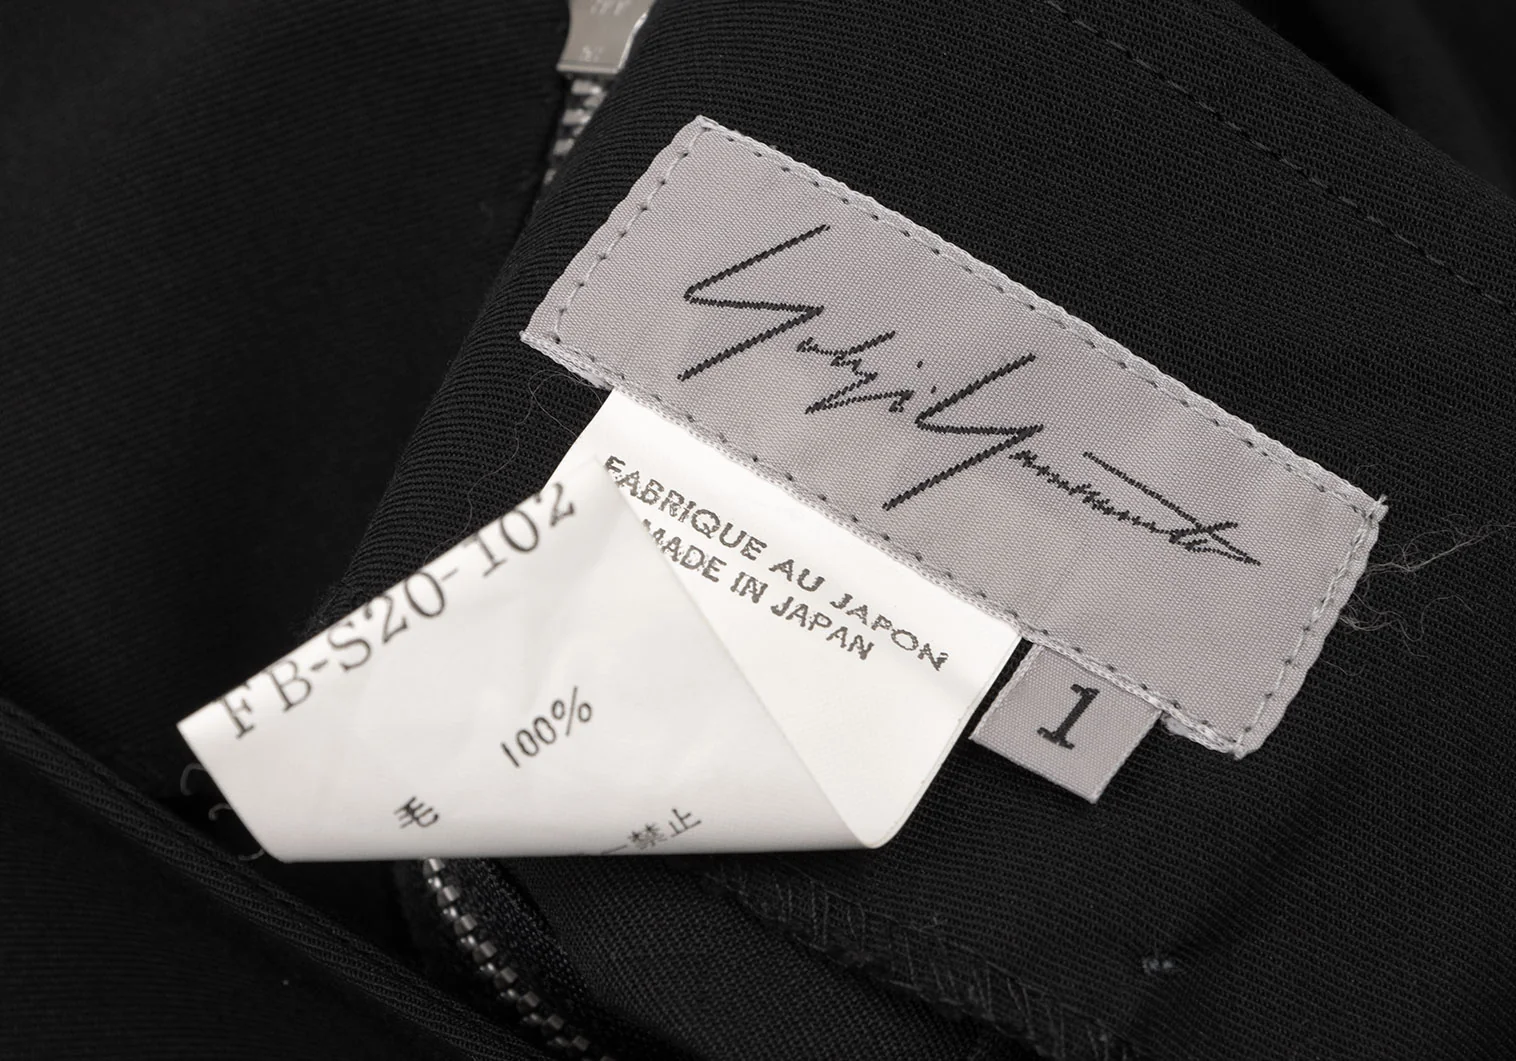 Yohji Yamamoto
FABRIQUE AU JAPON
MADE IN JAPAN
1
FB-S20-102
毛
100%
禁止